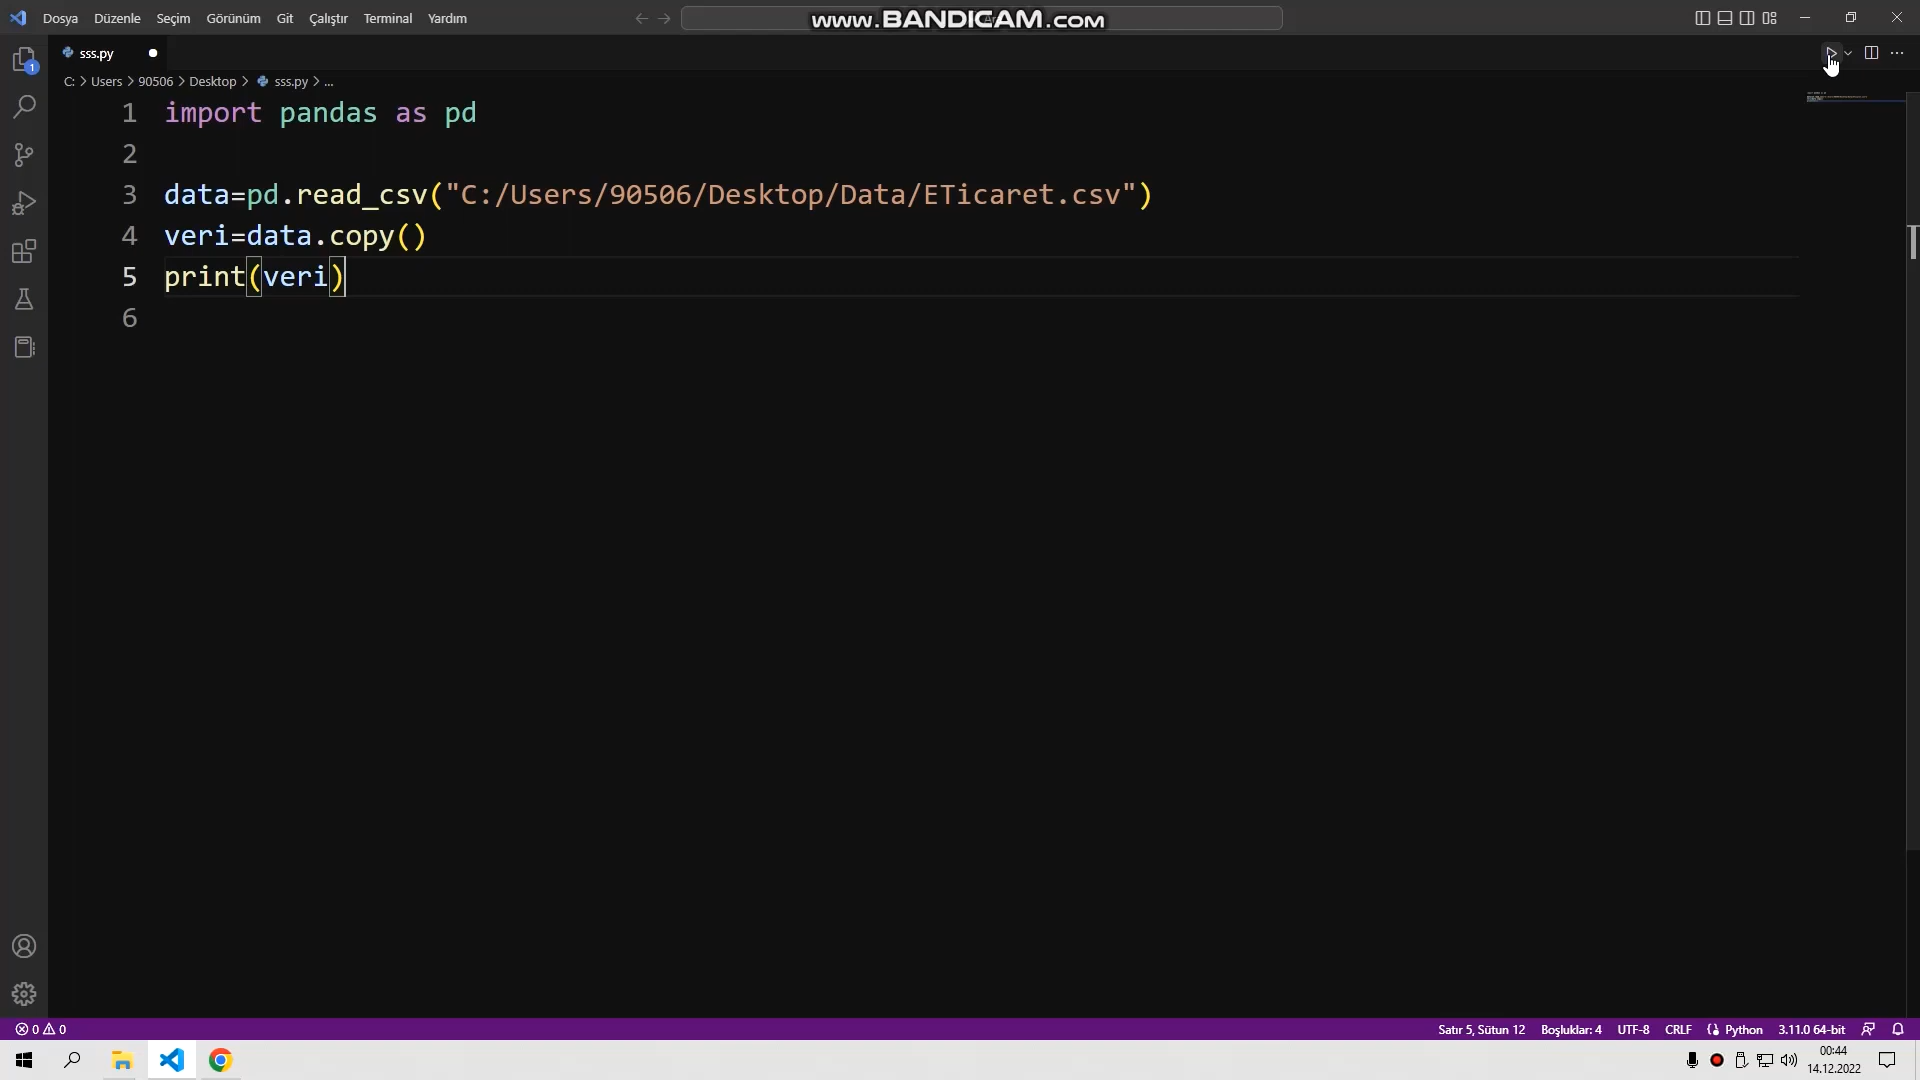 Dosya Düzenle Seçim Görünüm Git Çalıştır Terminal Yardım
www.BANDICAM.com
sss.py
C: > Users > 90506 > Desktop > sss.py > ...
1 import pandas as pd
2
3 data=pd.read_csv("C:/Users/90506/Desktop/Data/ETicaret.csv")
4 veri=data.copy()
5 print(veri)
6
1
0 0
Satır 5, Sütun 12 Boşluklar: 4 UTF-8 CRLF Python 3.11.0 64-bit
00:44
14.12.2022